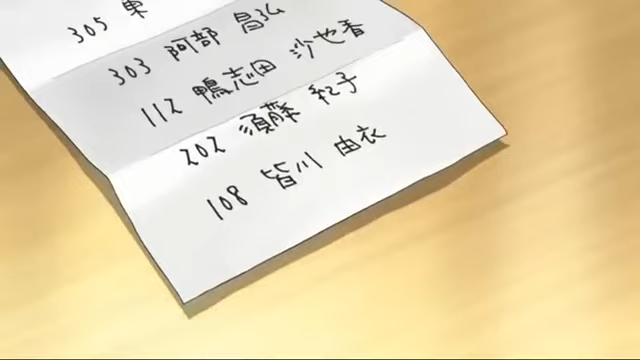 305 東
303 阿部 昌弘
112 鴨志田 沙也香
202 須藤 和子
108 皆川 由衣